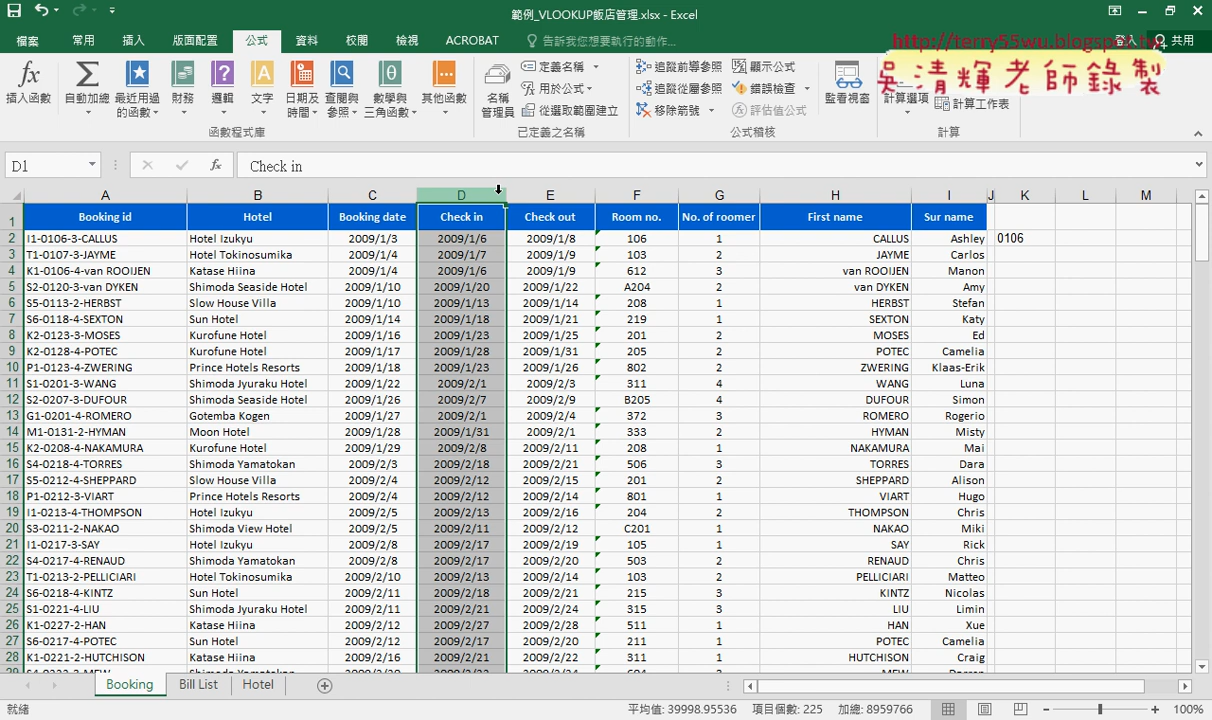 範例_VLOOKUP飯店管理.xlsx - Excel
檔案 常用 插入 版面配置 公式 資料 校閱 檢視 ACROBAT 告訴我您想要執行的動作... 登入 共用
http://terry55wu.blogspot.tw
吳清輝老師錄製
插入函數 自動加總 最近用過的函數 財務 邏輯 文字 日期及時間 查閱與參照 數學與三角函數 其他函數
函數程式庫
名稱管理員 定義名稱 用於公式 從選取範圍建立
已定義之名稱
追蹤前導參照 追蹤從屬參照 移除箭號 顯示公式 錯誤檢查 評估值公式 監看視窗
公式稽核
計算選項 計算工作表
計算
D1 fx Check in
A B C D E F G H I J K L M
1 Booking id Hotel Booking date Check in Check out Room no. No. of roomer First name Sur name
2 I1-0106-3-CALLUS Hotel Izukyu 2009/1/3 2009/1/6 2009/1/8 106 1 CALLUS Ashley 0106
3 T1-0107-3-JAYME Hotel Tokinosumika 2009/1/4 2009/1/7 2009/1/9 103 2 JAYME Carlos
4 K1-0106-4-van ROOIJEN Katase Hiina 2009/1/4 2009/1/6 2009/1/9 612 3 van ROOIJEN Manon
5 S2-0120-3-van DYKEN Shimoda Seaside Hotel 2009/1/10 2009/1/20 2009/1/22 A204 2 van DYKEN Amy
6 S5-0113-2-HERBST Slow House Villa 2009/1/10 2009/1/13 2009/1/14 208 1 HERBST Stefan
7 S6-0118-4-SEXTON Sun Hotel 2009/1/14 2009/1/18 2009/1/21 219 1 SEXTON Katy
8 K2-0123-3-MOSES Kurofune Hotel 2009/1/16 2009/1/23 2009/1/25 201 2 MOSES Ed
9 K2-0128-4-POTEC Kurofune Hotel 2009/1/17 2009/1/28 2009/1/31 205 2 POTEC Camelia
10 P1-0123-4-ZWERING Prince Hotels Resorts 2009/1/18 2009/1/23 2009/1/26 802 2 ZWERING Klaas-Erik
11 S1-0201-3-WANG Shimoda Jyuraku Hotel 2009/1/22 2009/2/1 2009/2/3 311 4 WANG Luna
12 S2-0207-3-DUFOUR Shimoda Seaside Hotel 2009/1/26 2009/2/7 2009/2/9 B205 4 DUFOUR Simon
13 G1-0201-4-ROMERO Gotemba Kogen 2009/1/27 2009/2/1 2009/2/4 372 3 ROMERO Rogerio
14 M1-0131-2-HYMAN Moon Hotel 2009/1/28 2009/1/31 2009/2/1 333 2 HYMAN Misty
15 K2-0208-4-NAKAMURA Kurofune Hotel 2009/1/29 2009/2/8 2009/2/11 208 1 NAKAMURA Mai
16 S4-0218-4-TORRES Shimoda Yamatokan 2009/2/3 2009/2/18 2009/2/21 506 3 TORRES Dara
17 S5-0212-4-SHEPPARD Slow House Villa 2009/2/4 2009/2/12 2009/2/15 201 2 SHEPPARD Alison
18 P1-0212-3-VIART Prince Hotels Resorts 2009/2/4 2009/2/12 2009/2/14 801 1 VIART Hugo
19 I1-0213-4-THOMPSON Hotel Izukyu 2009/2/5 2009/2/13 2009/2/16 204 2 THOMPSON Chris
20 S3-0211-2-NAKAO Shimoda View Hotel 2009/2/5 2009/2/11 2009/2/12 C201 1 NAKAO Miki
21 I1-0217-3-SAY Hotel Izukyu 2009/2/8 2009/2/17 2009/2/19 105 1 SAY Rick
22 S4-0217-4-RENAUD Shimoda Yamatokan 2009/2/8 2009/2/17 2009/2/20 503 2 RENAUD Chris
23 T1-0213-2-PELLICIARI Hotel Tokinosumika 2009/2/10 2009/2/13 2009/2/14 103 2 PELLICIARI Matteo
24 S6-0218-4-KINTZ Sun Hotel 2009/2/11 2009/2/18 2009/2/21 215 3 KINTZ Nicolas
25 S1-0221-4-LIU Shimoda Jyuraku Hotel 2009/2/11 2009/2/21 2009/2/24 315 3 LIU Limin
26 K1-0227-2-HAN Katase Hiina 2009/2/12 2009/2/27 2009/2/28 511 1 HAN Xue
27 S6-0217-4-POTEC Sun Hotel 2009/2/12 2009/2/17 2009/2/20 211 1 POTEC Camelia
28 K1-0221-2-HUTCHISON Katase Hiina 2009/2/16 2009/2/21 2009/2/22 311 1 HUTCHISON Craig
Booking Bill List Hotel
就緒 平均值: 39998.95536 項目個數: 225 加總: 8959766 100%